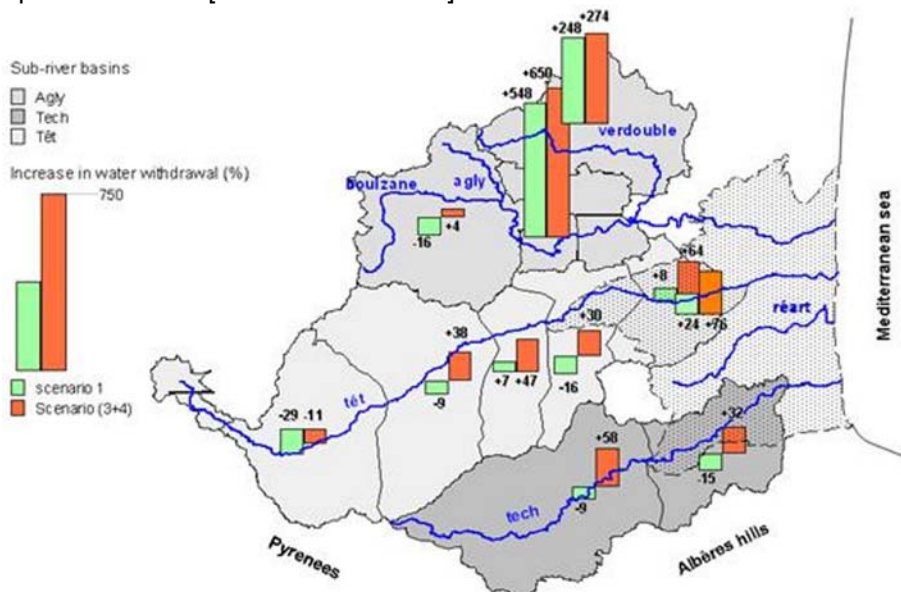 Sub-river basins
Agly
Tech
Têt
Increase in water withdrawal (%)
750
scenario 1
Scenario (3+4)
+248 +274
+548 +650
verdouble
boulzane
agly
-16 +4
+64
+8
+24 +76
réart
Mediterranean sea
+38
-9
+7 +47
+30
-16
-29 -11
têt
+32
-15
+58
-9
tech
Pyrenees
Albères hills